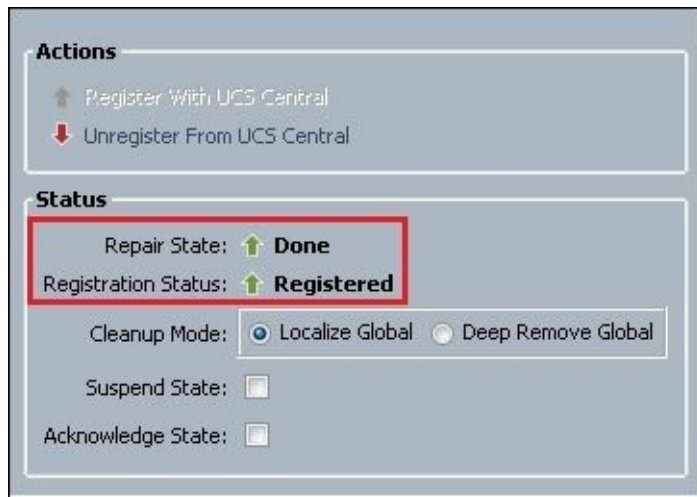 Actions
Register With UCS Central
Unregister From UCS Central
Status
Repair State: Done
Registration Status: Registered
Cleanup Mode: Localize Global Deep Remove Global
Suspend State:
Acknowledge State: